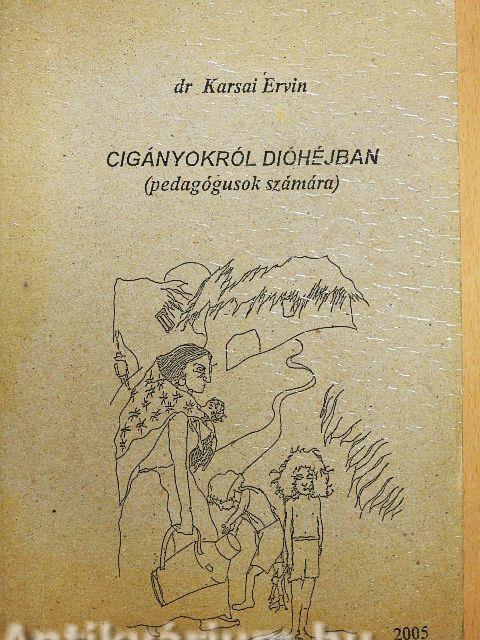 dr Karsai Ervin
CIGÁNYOKRÓL DIÓHÉJBAN
(pedagógusok számára)
2005